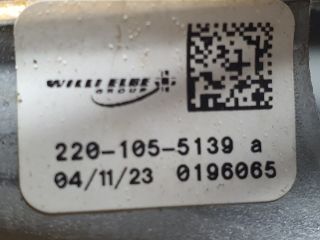 WILLI ELBE
GROUP
220-105-5139 a
04/11/23 0196065